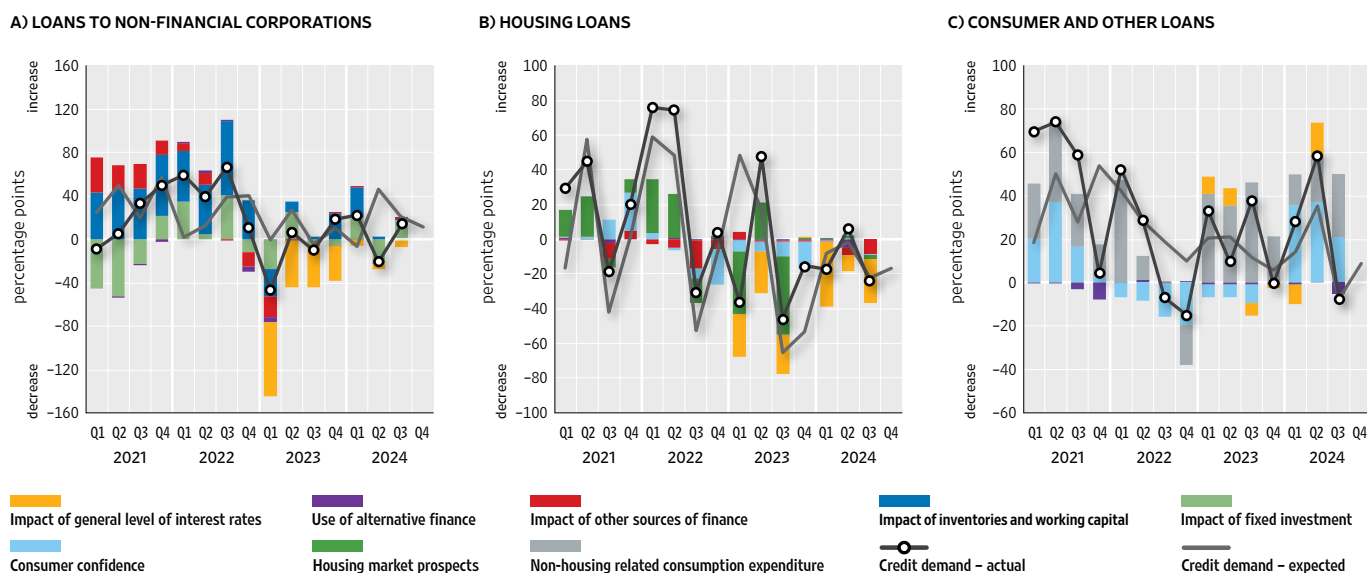 A) LOANS TO NON-FINANCIAL CORPORATIONS
increase
percentage points
decrease
160
120
80
40
0
−40
−80
−120
−160
Q1 Q2 Q3 Q4 Q1 Q2 Q3 Q4 Q1 Q2 Q3 Q4 Q1 Q2 Q3 Q4
2021 2022 2023 2024
B) HOUSING LOANS
increase
percentage points
decrease
100
80
60
40
20
0
−20
−40
−60
−80
−100
Q1 Q2 Q3 Q4 Q1 Q2 Q3 Q4 Q1 Q2 Q3 Q4 Q1 Q2 Q3 Q4
2021 2022 2023 2024
C) CONSUMER AND OTHER LOANS
increase
percentage points
decrease
100
80
60
40
20
0
−20
−40
−60
Q1 Q2 Q3 Q4 Q1 Q2 Q3 Q4 Q1 Q2 Q3 Q4 Q1 Q2 Q3 Q4
2021 2022 2023 2024
Impact of general level of interest rates
Use of alternative finance
Impact of other sources of finance
Impact of inventories and working capital
Impact of fixed investment
Consumer confidence
Housing market prospects
Non-housing related consumption expenditure
Credit demand – actual
Credit demand – expected